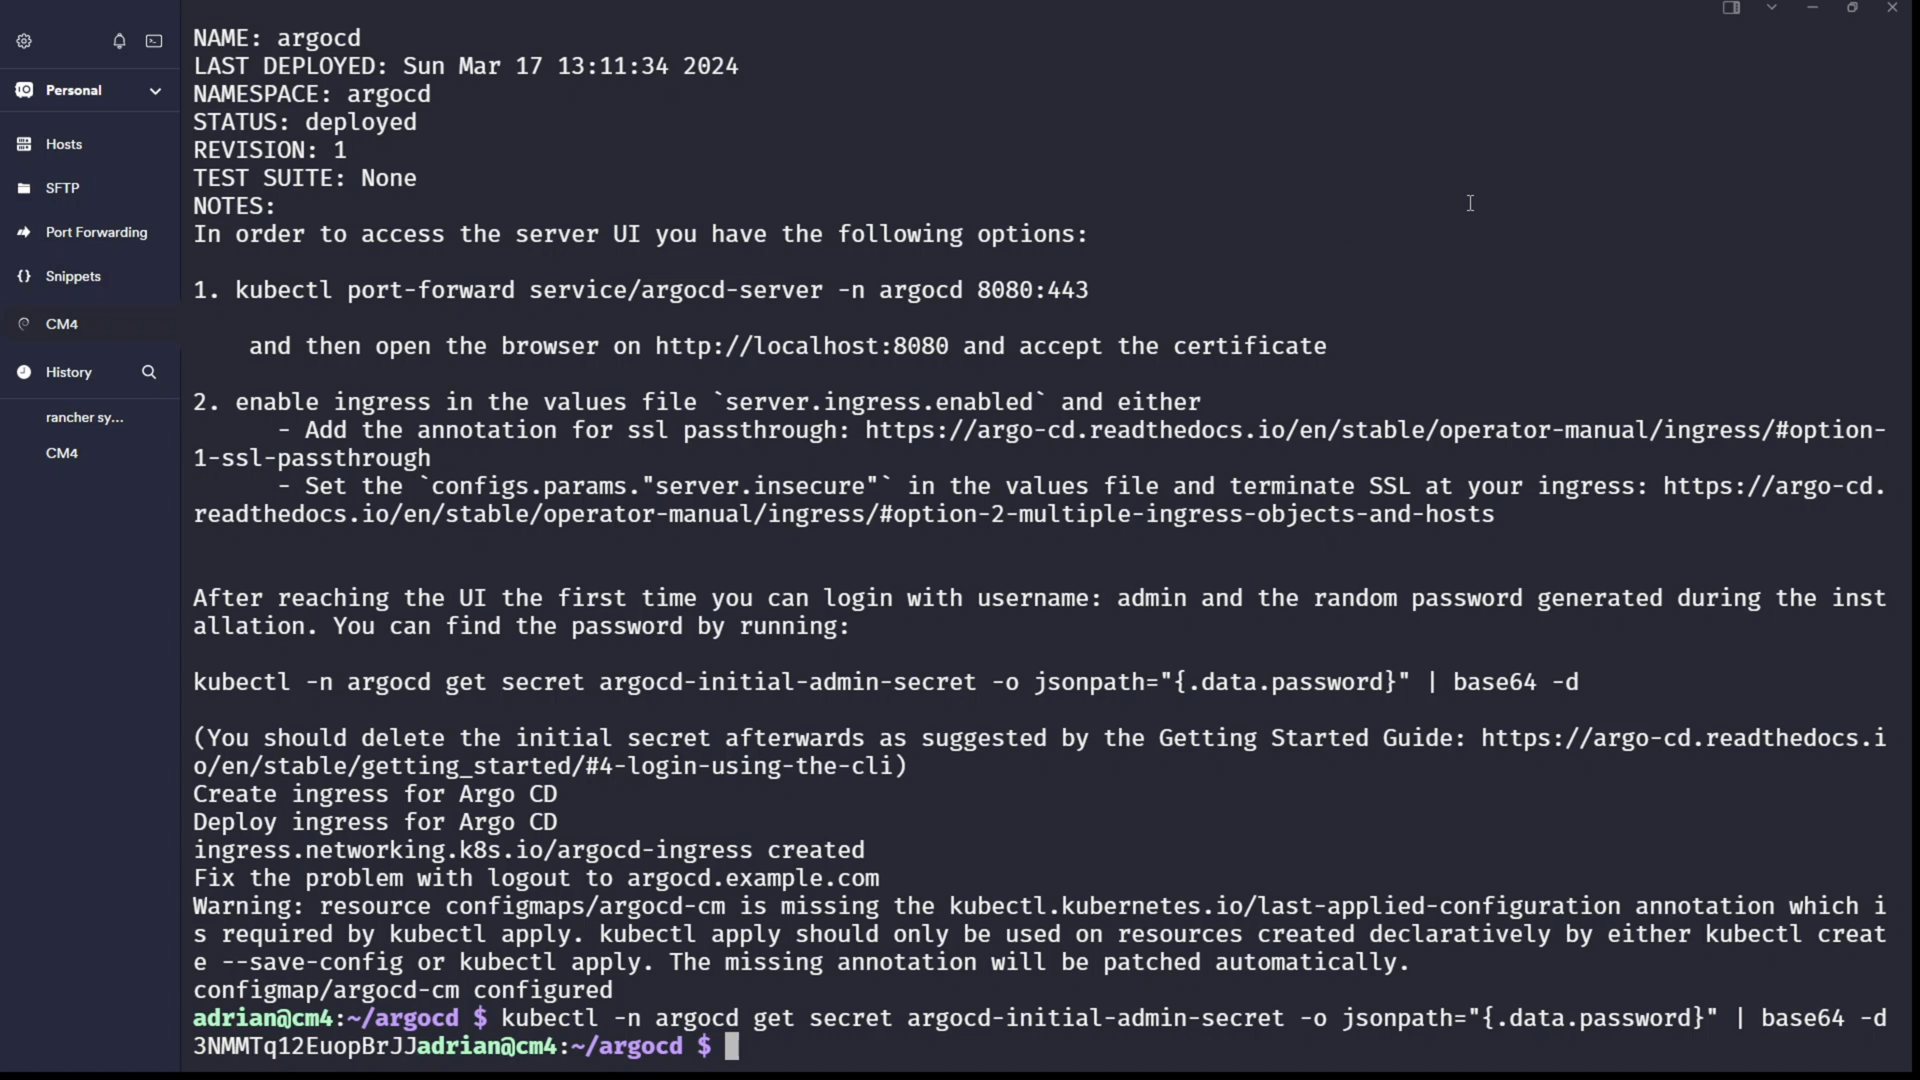 Personal
Hosts
SFTP
Port Forwarding
Snippets
CM4
History
rancher sy...
CM4
NAME: argocd
LAST DEPLOYED: Sun Mar 17 13:11:34 2024
NAMESPACE: argocd
STATUS: deployed
REVISION: 1
TEST SUITE: None
NOTES:
In order to access the server UI you have the following options:
1. kubectl port-forward service/argocd-server -n argocd 8080:443
and then open the browser on http://localhost:8080 and accept the certificate
2. enable ingress in the values file `server.ingress.enabled` and either
- Add the annotation for ssl passthrough: https://argo-cd.readthedocs.io/en/stable/operator-manual/ingress/#option-
1-ssl-passthrough
- Set the `configs.params."server.insecure"` in the values file and terminate SSL at your ingress: https://argo-cd.
readthedocs.io/en/stable/operator-manual/ingress/#option-2-multiple-ingress-objects-and-hosts
After reaching the UI the first time you can login with username: admin and the random password generated during the inst
allation. You can find the password by running:
kubectl -n argocd get secret argocd-initial-admin-secret -o jsonpath="{.data.password}" | base64 -d
(You should delete the initial secret afterwards as suggested by the Getting Started Guide: https://argo-cd.readthedocs.i
o/en/stable/getting_started/#4-login-using-the-cli)
Create ingress for Argo CD
Deploy ingress for Argo CD
ingress.networking.k8s.io/argocd-ingress created
Fix the problem with logout to argocd.example.com
Warning: resource configmaps/argocd-cm is missing the kubectl.kubernetes.io/last-applied-configuration annotation which i
s required by kubectl apply. kubectl apply should only be used on resources created declaratively by either kubectl creat
e --save-config or kubectl apply. The missing annotation will be patched automatically.
configmap/argocd-cm configured
adrian@cm4:~/argocd $ kubectl -n argocd get secret argocd-initial-admin-secret -o jsonpath="{.data.password}" | base64 -d
3NMMTq12EuopBrJJadrian@cm4:~/argocd $